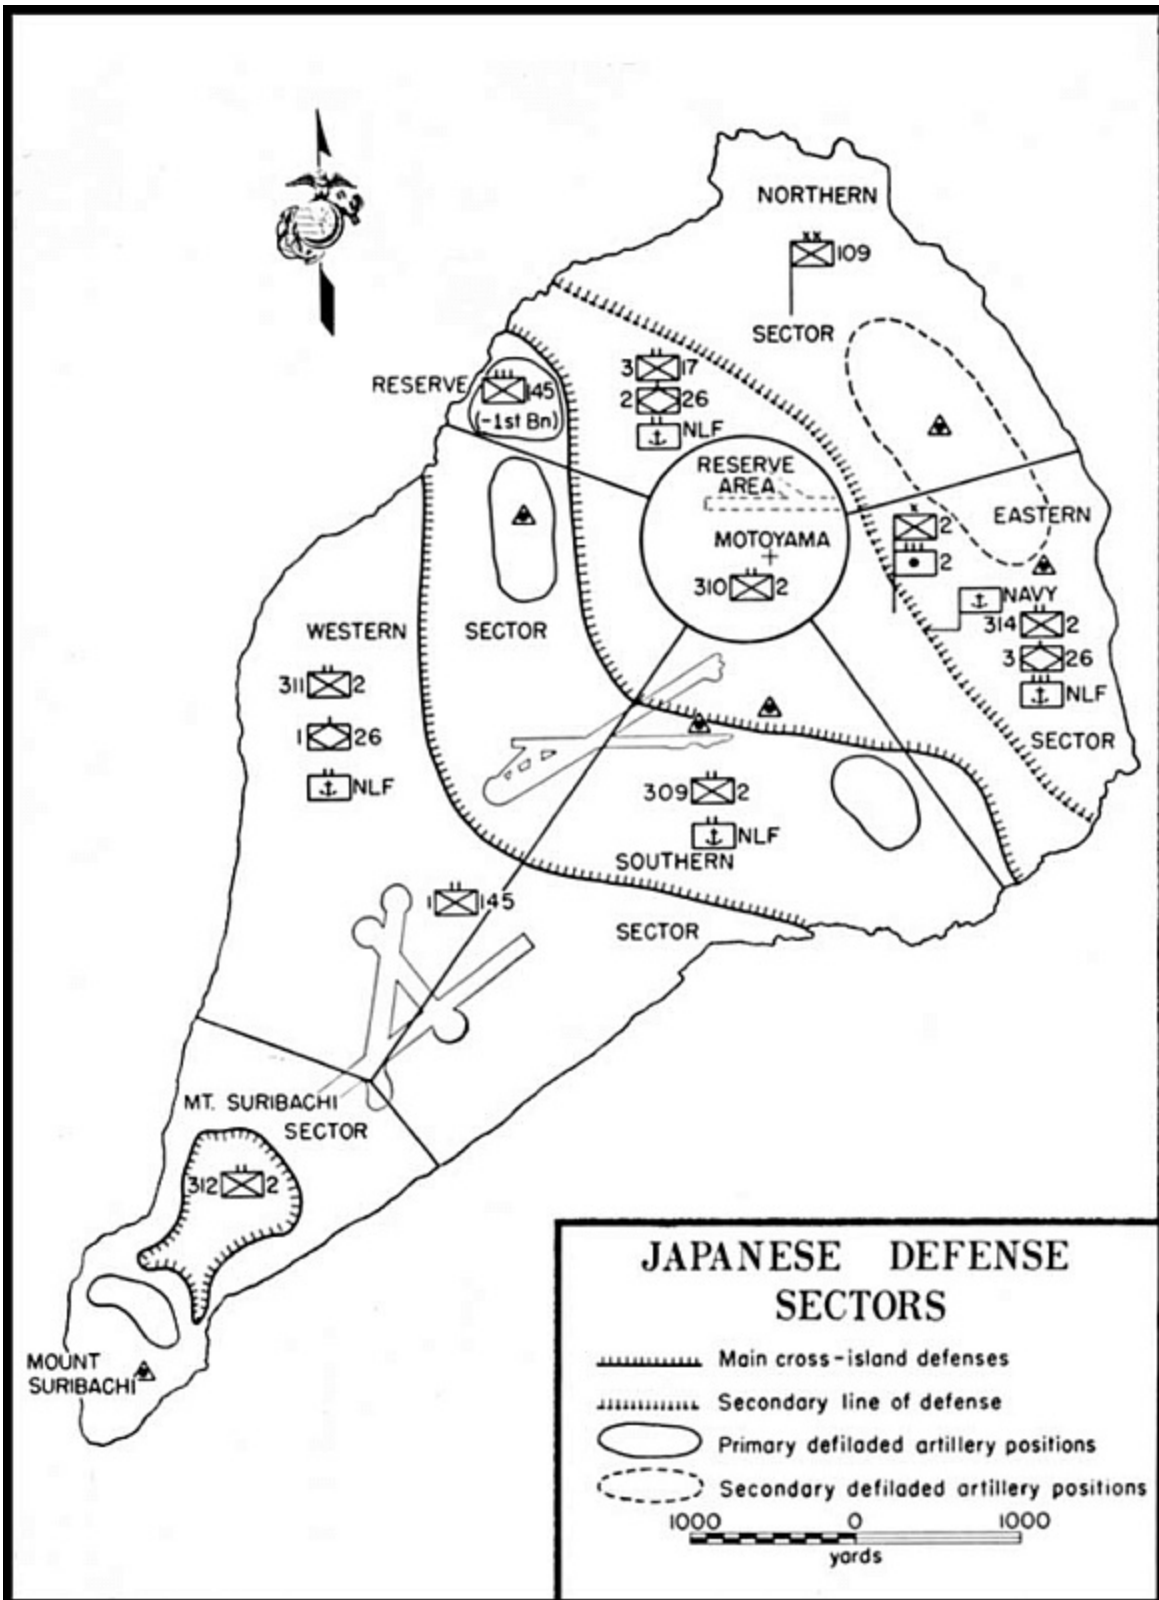 NORTHERN
109
SECTOR
3 17
2 26
NLF
RESERVE
145
(-1st Bn)
RESERVE
AREA
MOTOYAMA
310 2
2
2
EASTERN
NAVY
314 2
3 26
NLF
SECTOR
WESTERN SECTOR
311 2
1 26
NLF
309 2
NLF
SOUTHERN
SECTOR
1 145
MT. SURIBACHI
SECTOR
312 2
MOUNT
SURIBACHI
JAPANESE DEFENSE
SECTORS
Main cross-island defenses
Secondary line of defense
Primary defiladed artillery positions
Secondary defiladed artillery positions
1000 0 1000
yards